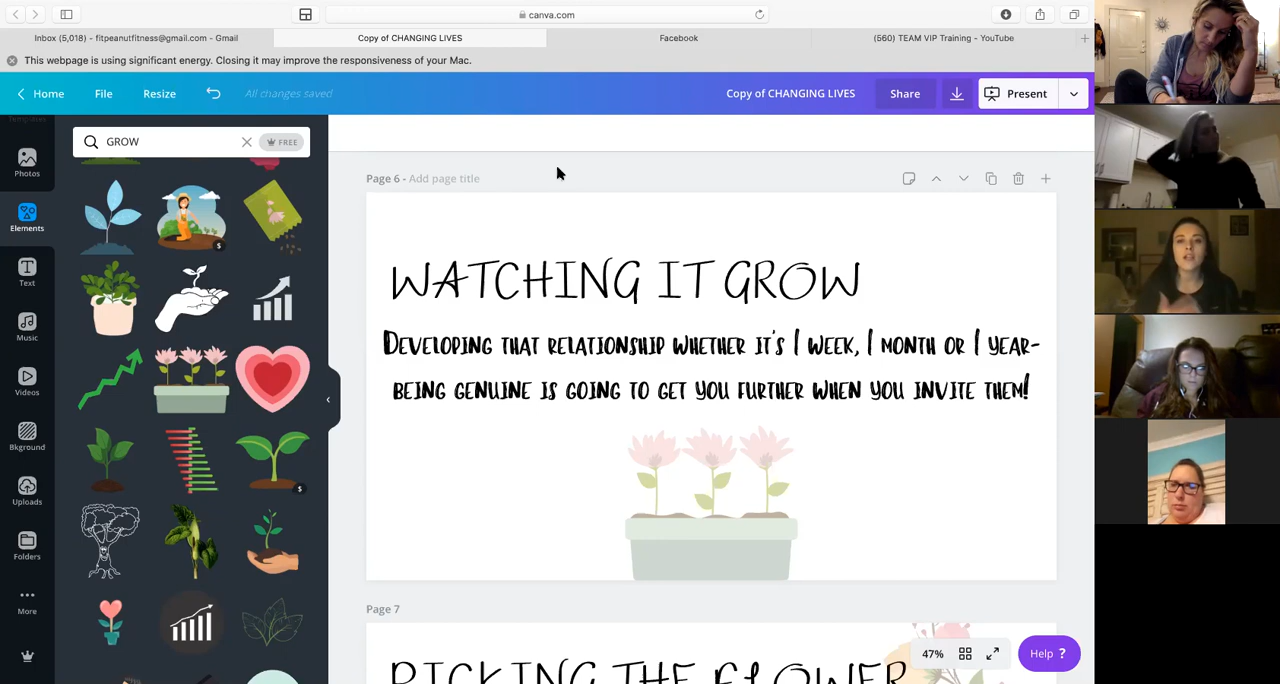 canva.com
Inbox (5,018) - fitpeanutfitness@gmail.com - Gmail
Copy of CHANGING LIVES
Facebook
(560) TEAM VIP Training - YouTube
This webpage is using significant energy. Closing it may improve the responsiveness of your Mac.
Home
File
Resize
All changes saved
Copy of CHANGING LIVES
Share
Present
Templates
GROW
FREE
Photos
Elements
Text
Music
Videos
Bkground
Uploads
Folders
More
$
$
Page 6 - Add page title
WATCHING IT GROW
Developing that relationship whether it's 1 week, 1 month or 1 year-
being genuine is going to get you further when you invite them!
Page 7
PICKING THE FLOWER
47%
Help ?